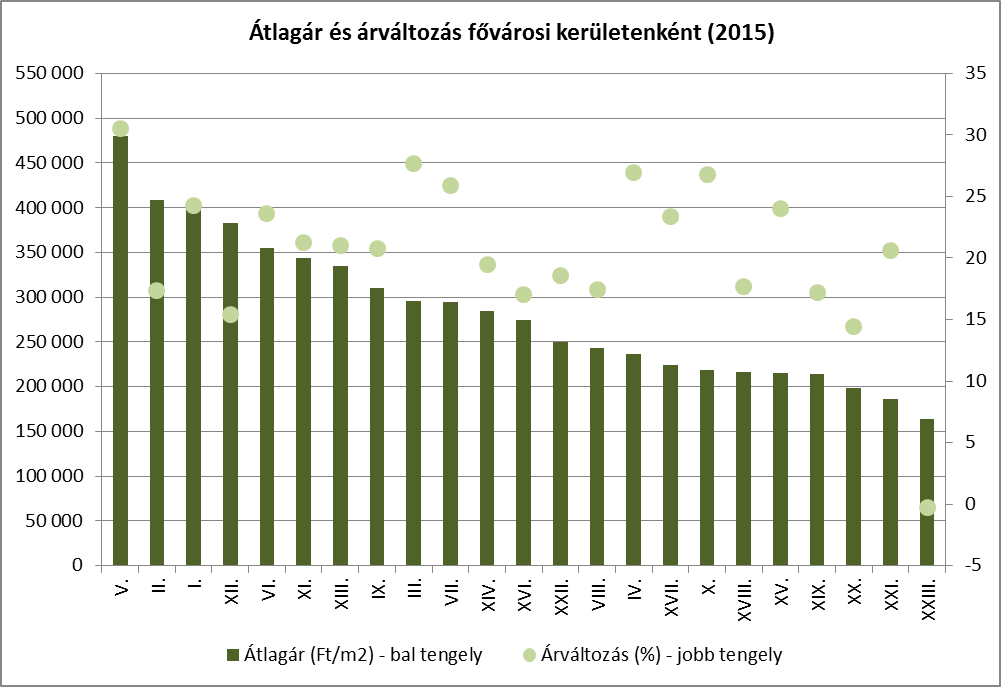 Átlagár és árváltozás fővárosi kerületenként (2015)
550 000
500 000
450 000
400 000
350 000
300 000
250 000
200 000
150 000
100 000
50 000
0
35
30
25
20
15
10
5
0
-5
V.
II.
I.
XII.
VI.
XI.
XIII.
IX.
III.
VII.
XIV.
XVI.
XXII.
VIII.
IV.
XVII.
X.
XVIII.
XV.
XIX.
XX.
XXI.
XXIII.
Átlagár (Ft/m2) - bal tengely
Árváltozás (%) - jobb tengely